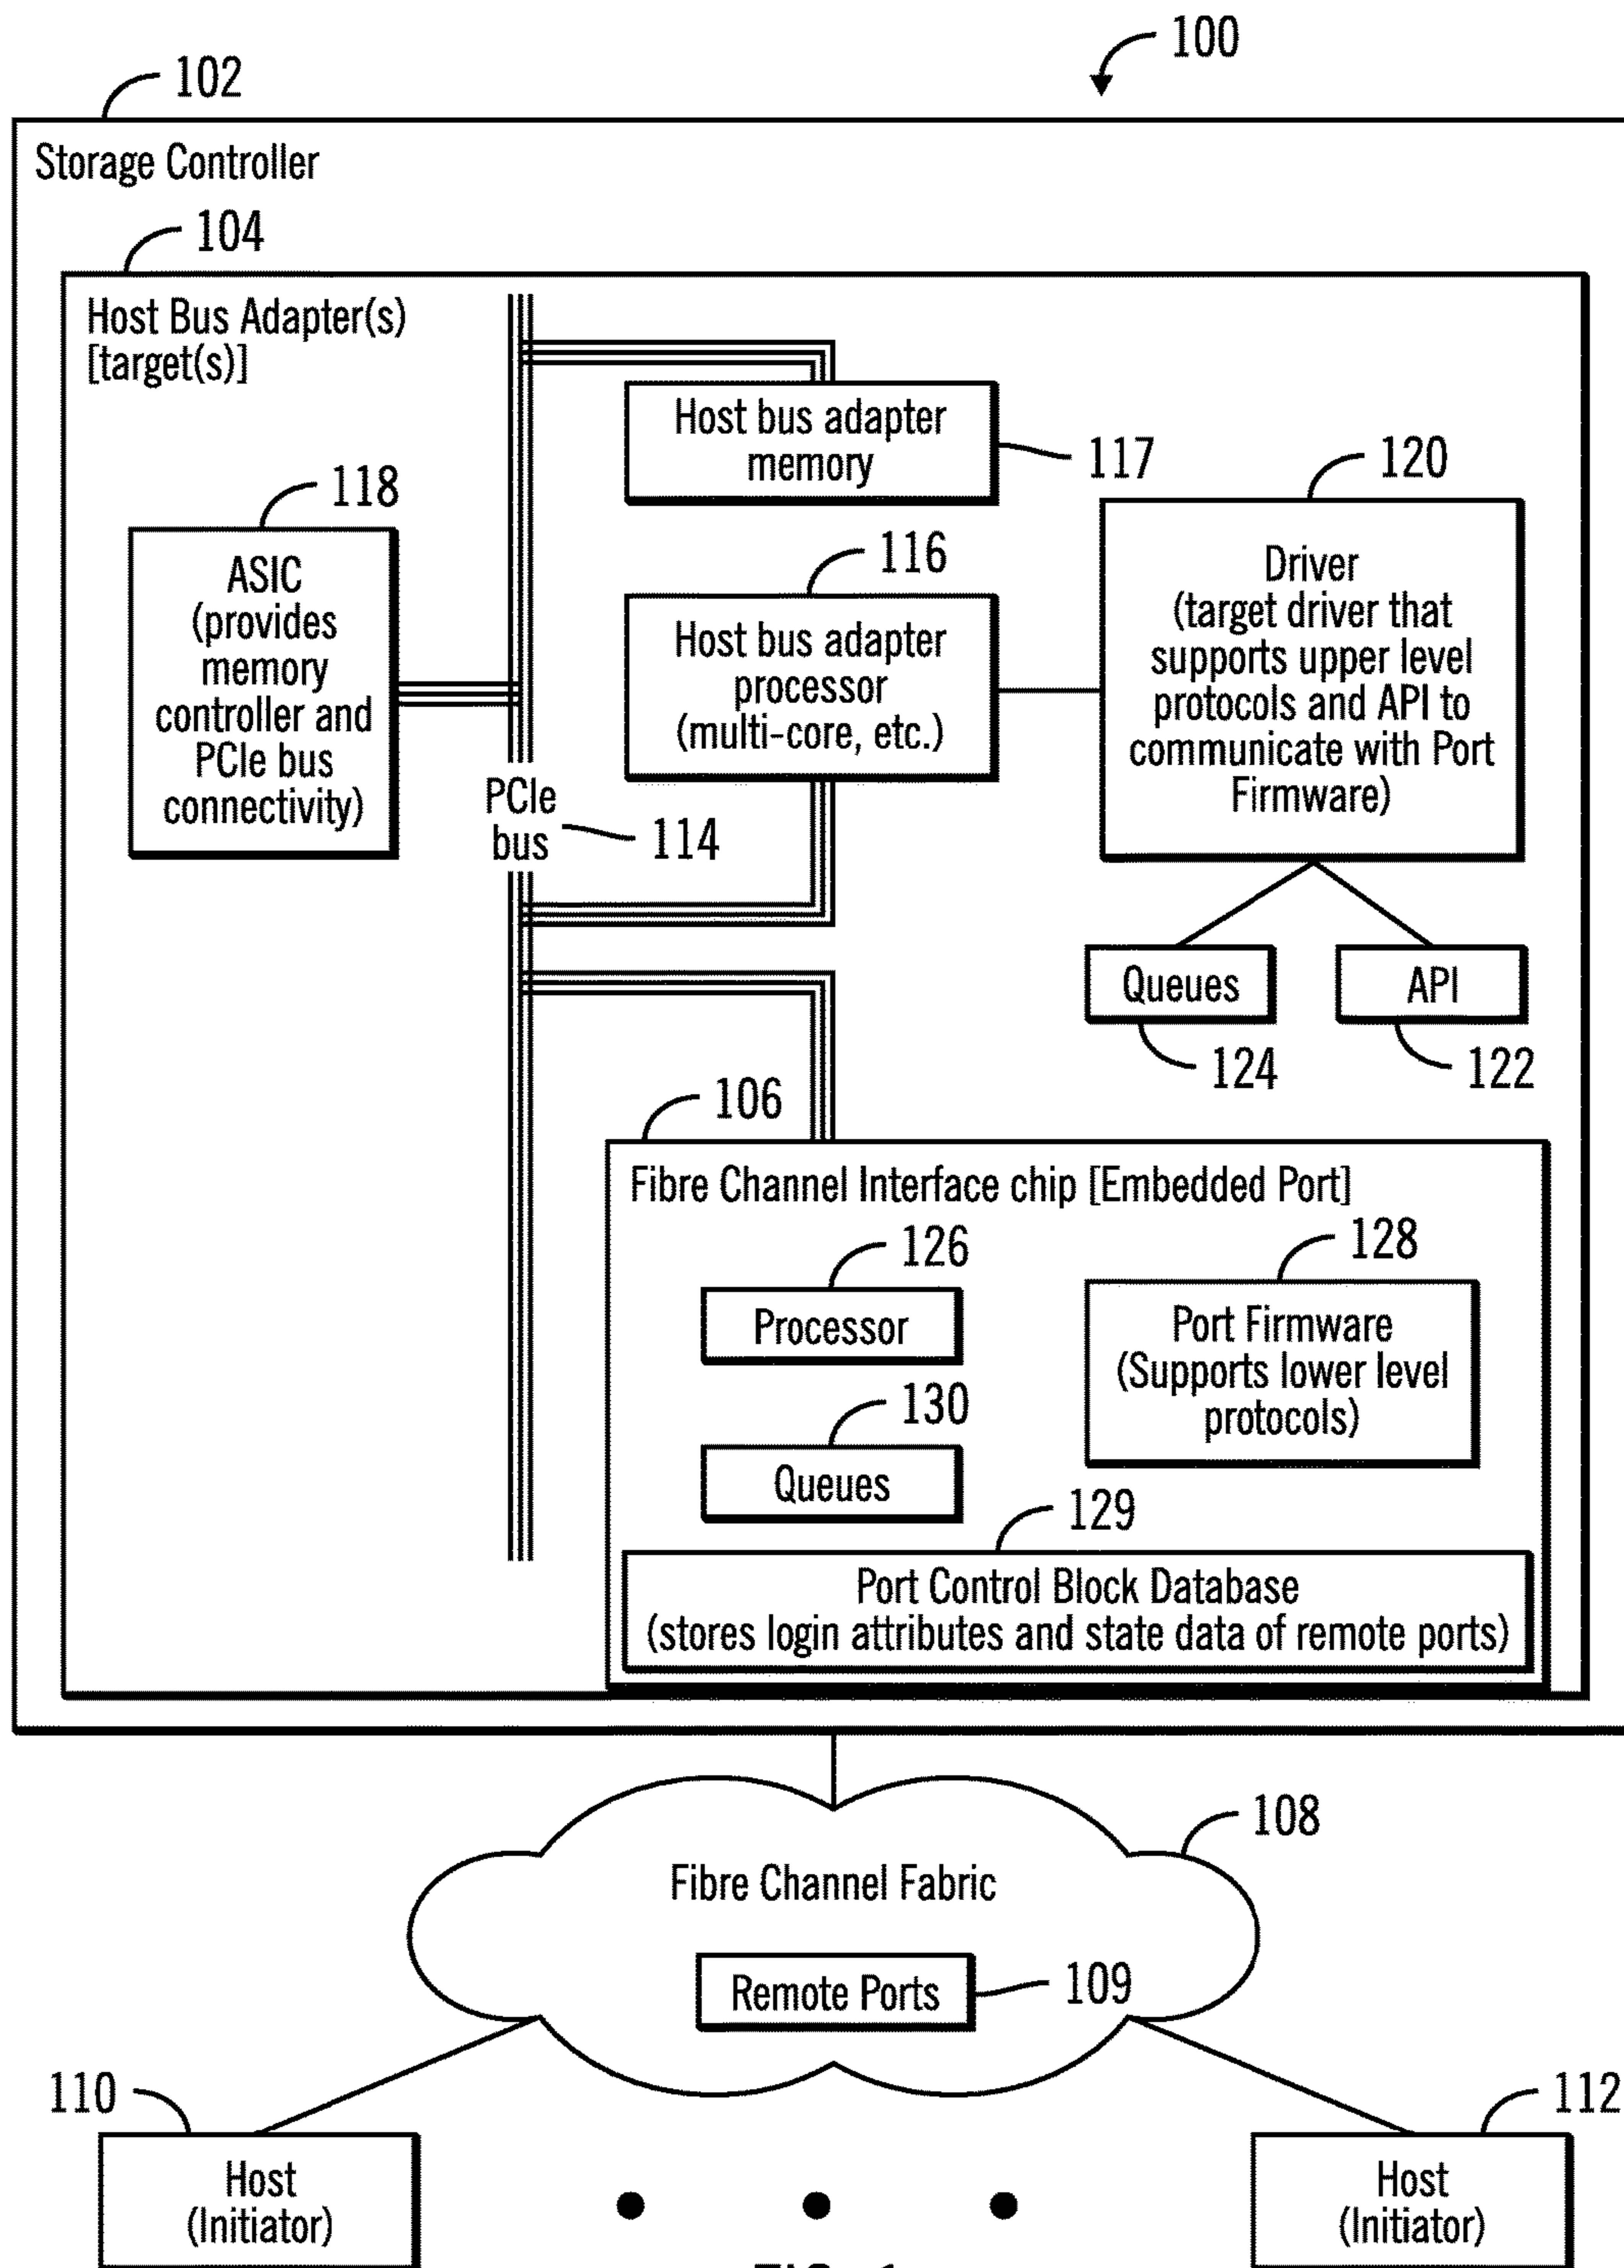 100
102
Storage Controller
104
Host Bus Adapter(s)
[target(s)]
Host bus adapter
memory
117
118
ASIC
(provides
memory
controller and
PCIe bus
connectivity)
116
Host bus adapter
processor
(multi-core, etc.)
120
Driver
(target driver that
supports upper level
protocols and API to
communicate with Port
Firmware)
PCIe
bus
114
Queues
124
API
122
106
Fibre Channel Interface chip [Embedded Port]
126
Processor
128
Port Firmware
(Supports lower level
protocols)
130
Queues
129
Port Control Block Database
(stores login attributes and state data of remote ports)
108
Fibre Channel Fabric
Remote Ports
109
110
Host
(Initiator)
112
Host
(Initiator)